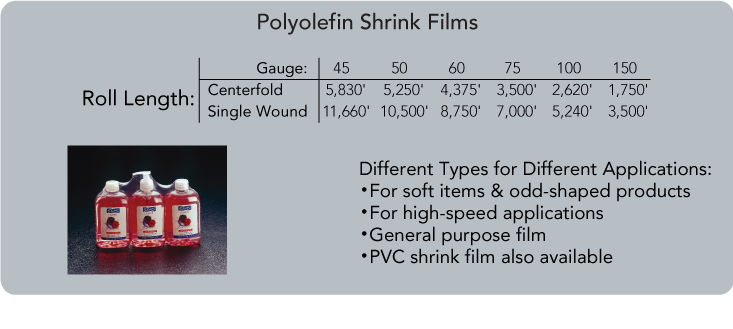 Polyolefin Shrink Films
Gauge: 45 50 60 75 100 150
Roll Length:
Centerfold 5,830' 5,250' 4,375' 3,500' 2,620' 1,750'
Single Wound 11,660' 10,500' 8,750' 7,000' 5,240' 3,500'
Different Types for Different Applications:
•For soft items & odd-shaped products
•For high-speed applications
•General purpose film
•PVC shrink film also available